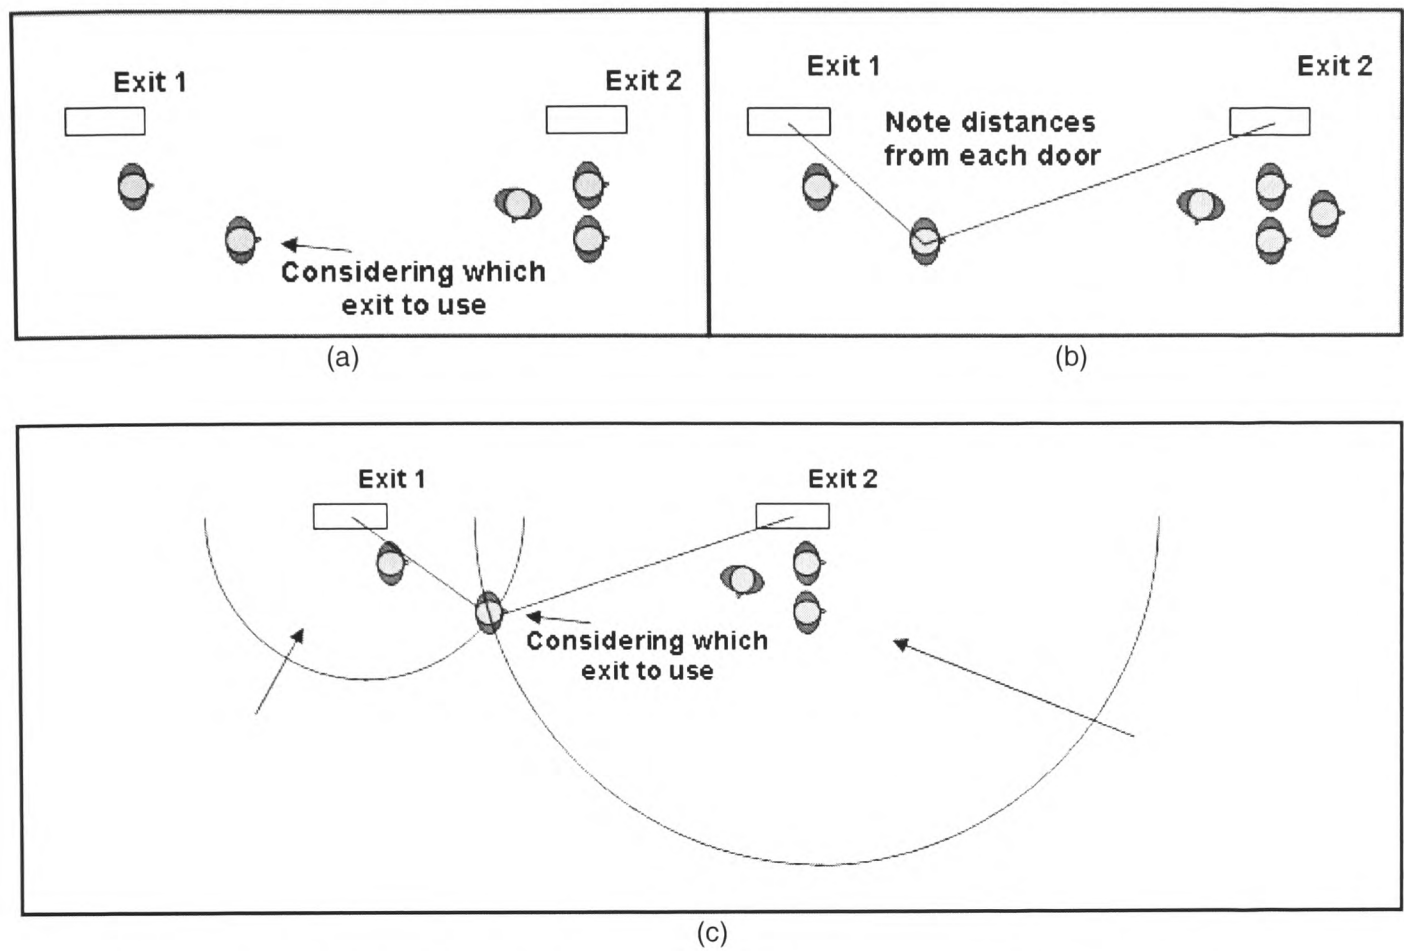 Exit 1
Exit 2
Considering which
exit to use
(a)
Exit 1
Exit 2
Note distances
from each door
(b)
Exit 1
Exit 2
Considering which
exit to use
(c)